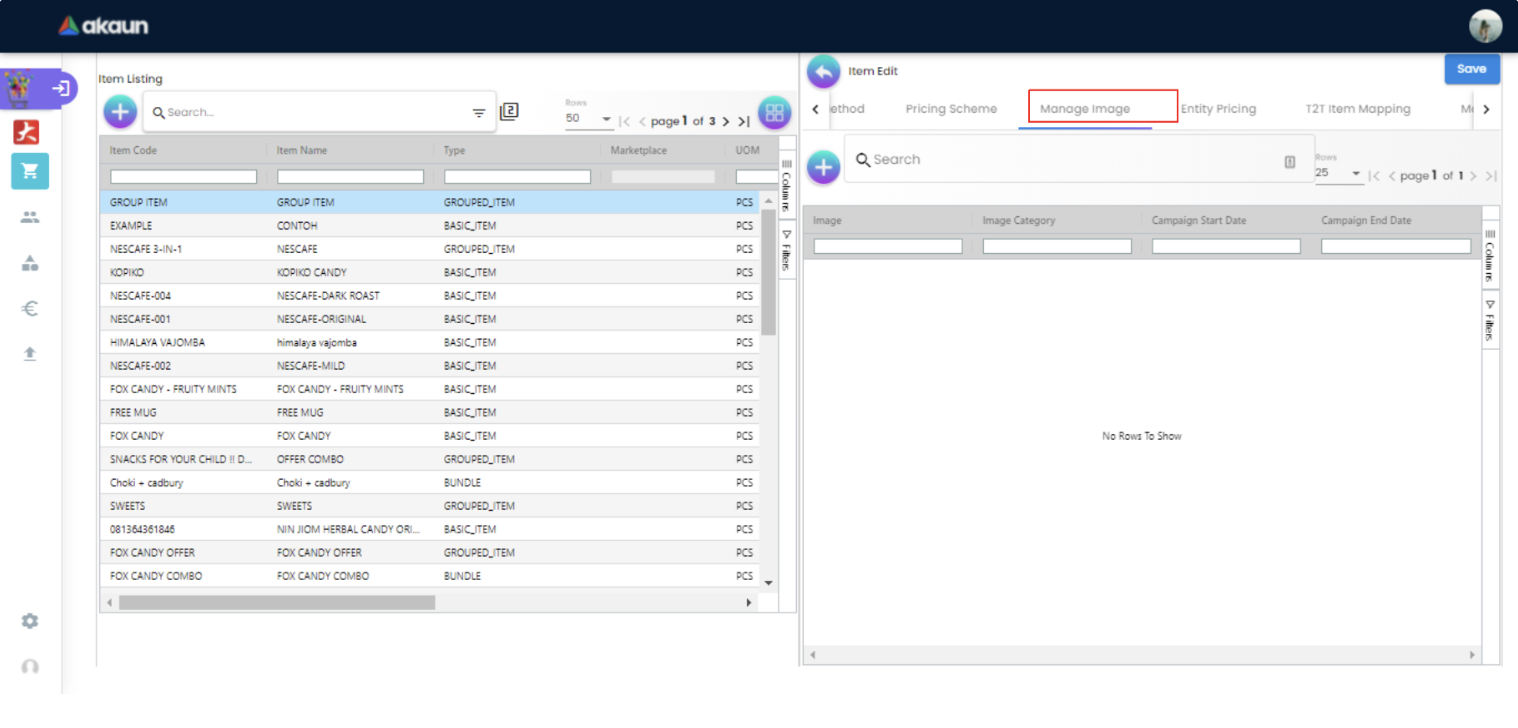 akaun
Item Listing
Search...
Rows
50
page 1 of 3
Item Code Item Name Type Marketplace UOM
GROUP ITEM GROUP ITEM GROUPED_ITEM PCS
EXAMPLE CONTOH BASIC_ITEM PCS
NESCAFE 3-IN-1 NESCAFE GROUPED_ITEM PCS
KOPIKO KOPIKO CANDY BASIC_ITEM PCS
NESCAFE-004 NESCAFE-DARK ROAST BASIC_ITEM PCS
NESCAFE-001 NESCAFE-ORIGINAL BASIC_ITEM PCS
HIMALAYA VAJOMBA himalaya vajomba BASIC_ITEM PCS
NESCAFE-002 NESCAFE-MILD BASIC_ITEM PCS
FOX CANDY - FRUITY MINTS FOX CANDY - FRUITY MINTS BASIC_ITEM PCS
FREE MUG FREE MUG BASIC_ITEM PCS
FOX CANDY FOX CANDY BASIC_ITEM PCS
SNACKS FOR YOUR CHILD !! D... OFFER COMBO GROUPED_ITEM PCS
Choki + cadbury Choki + cadbury BUNDLE PCS
SWEETS SWEETS GROUPED_ITEM PCS
081364361846 NIN JIOM HERBAL CANDY ORI... BASIC_ITEM PCS
FOX CANDY OFFER FOX CANDY OFFER GROUPED_ITEM PCS
FOX CANDY COMBO FOX CANDY COMBO BUNDLE PCS
Columns
Filters
Item Edit
Save
ethod Pricing Scheme Manage Image Entity Pricing T2T Item Mapping
Search
Rows
25
page 1 of 1
Image Image Category Campaign Start Date Campaign End Date
No Rows To Show
Columns
Filters